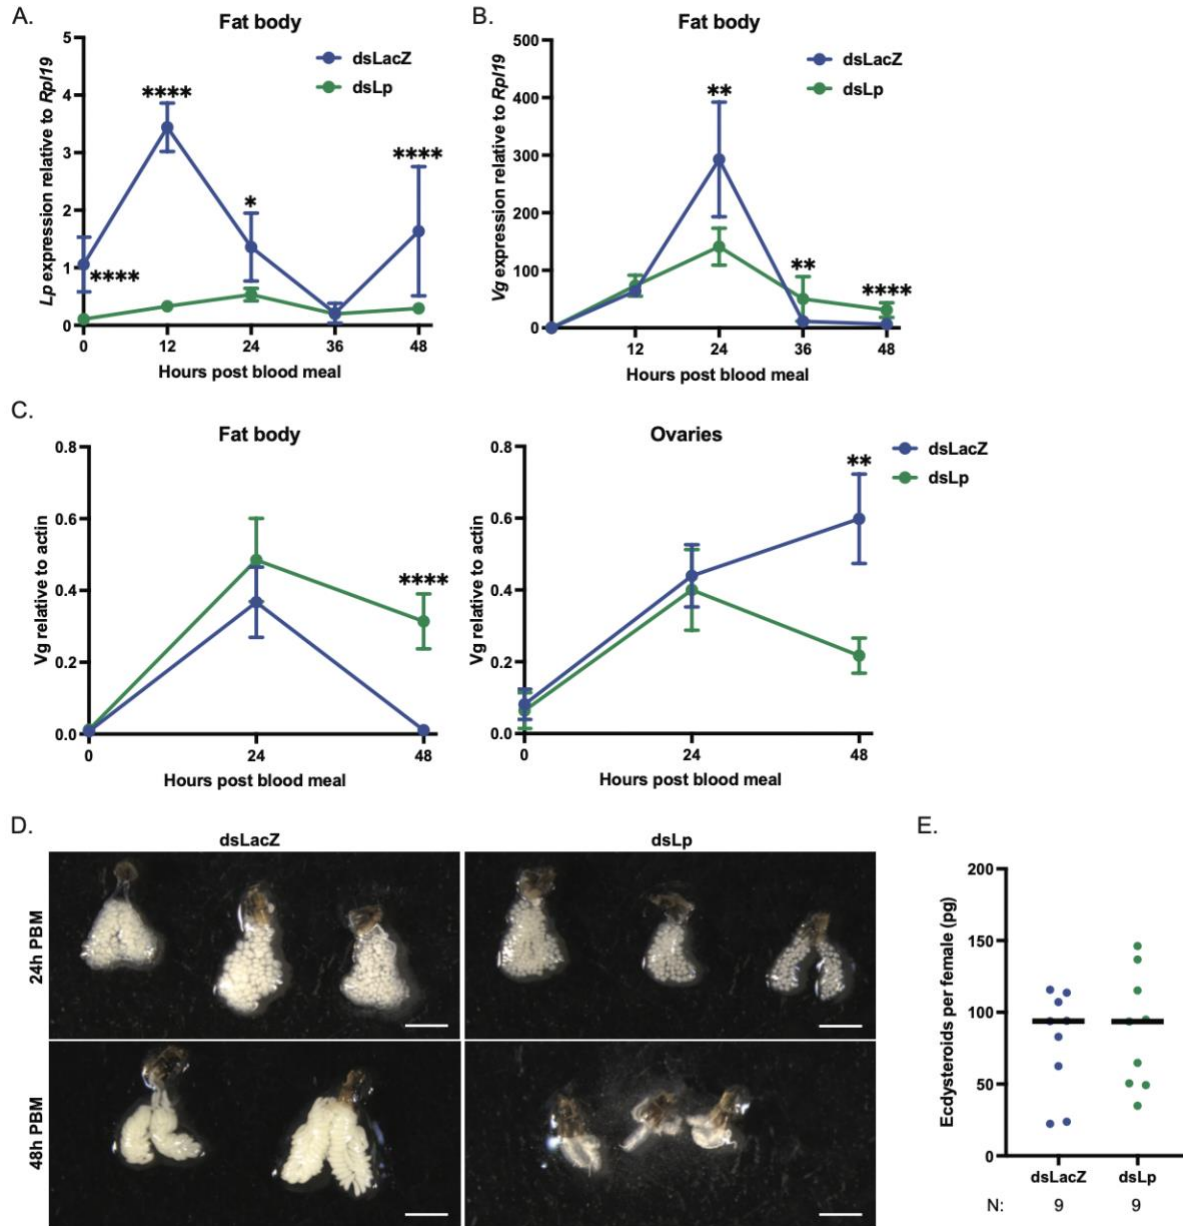 A.
Fat body
Lp expression relative to Rpl19
5
4
3
2
1
0
****
****
*
****
dsLacZ
dsLp
0 12 24 36 48
Hours post blood meal
B.
Fat body
Vg expression relative to Rpl19
500
400
300
200
100
0
**
**
****
dsLacZ
dsLp
12 24 36 48
Hours post blood meal
C.
Fat body
Vg relative to actin
0.8
0.6
0.4
0.2
0.0
****
0 24 48
Hours post blood meal
Ovaries
Vg relative to actin
0.8
0.6
0.4
0.2
0.0
**
dsLacZ
dsLp
0 24 48
Hours post blood meal
D.
dsLacZ dsLp
24h PBM
48h PBM
E.
Ecdysteroids per female (pg)
200
150
100
50
0
dsLacZ dsLp
N: 9 9